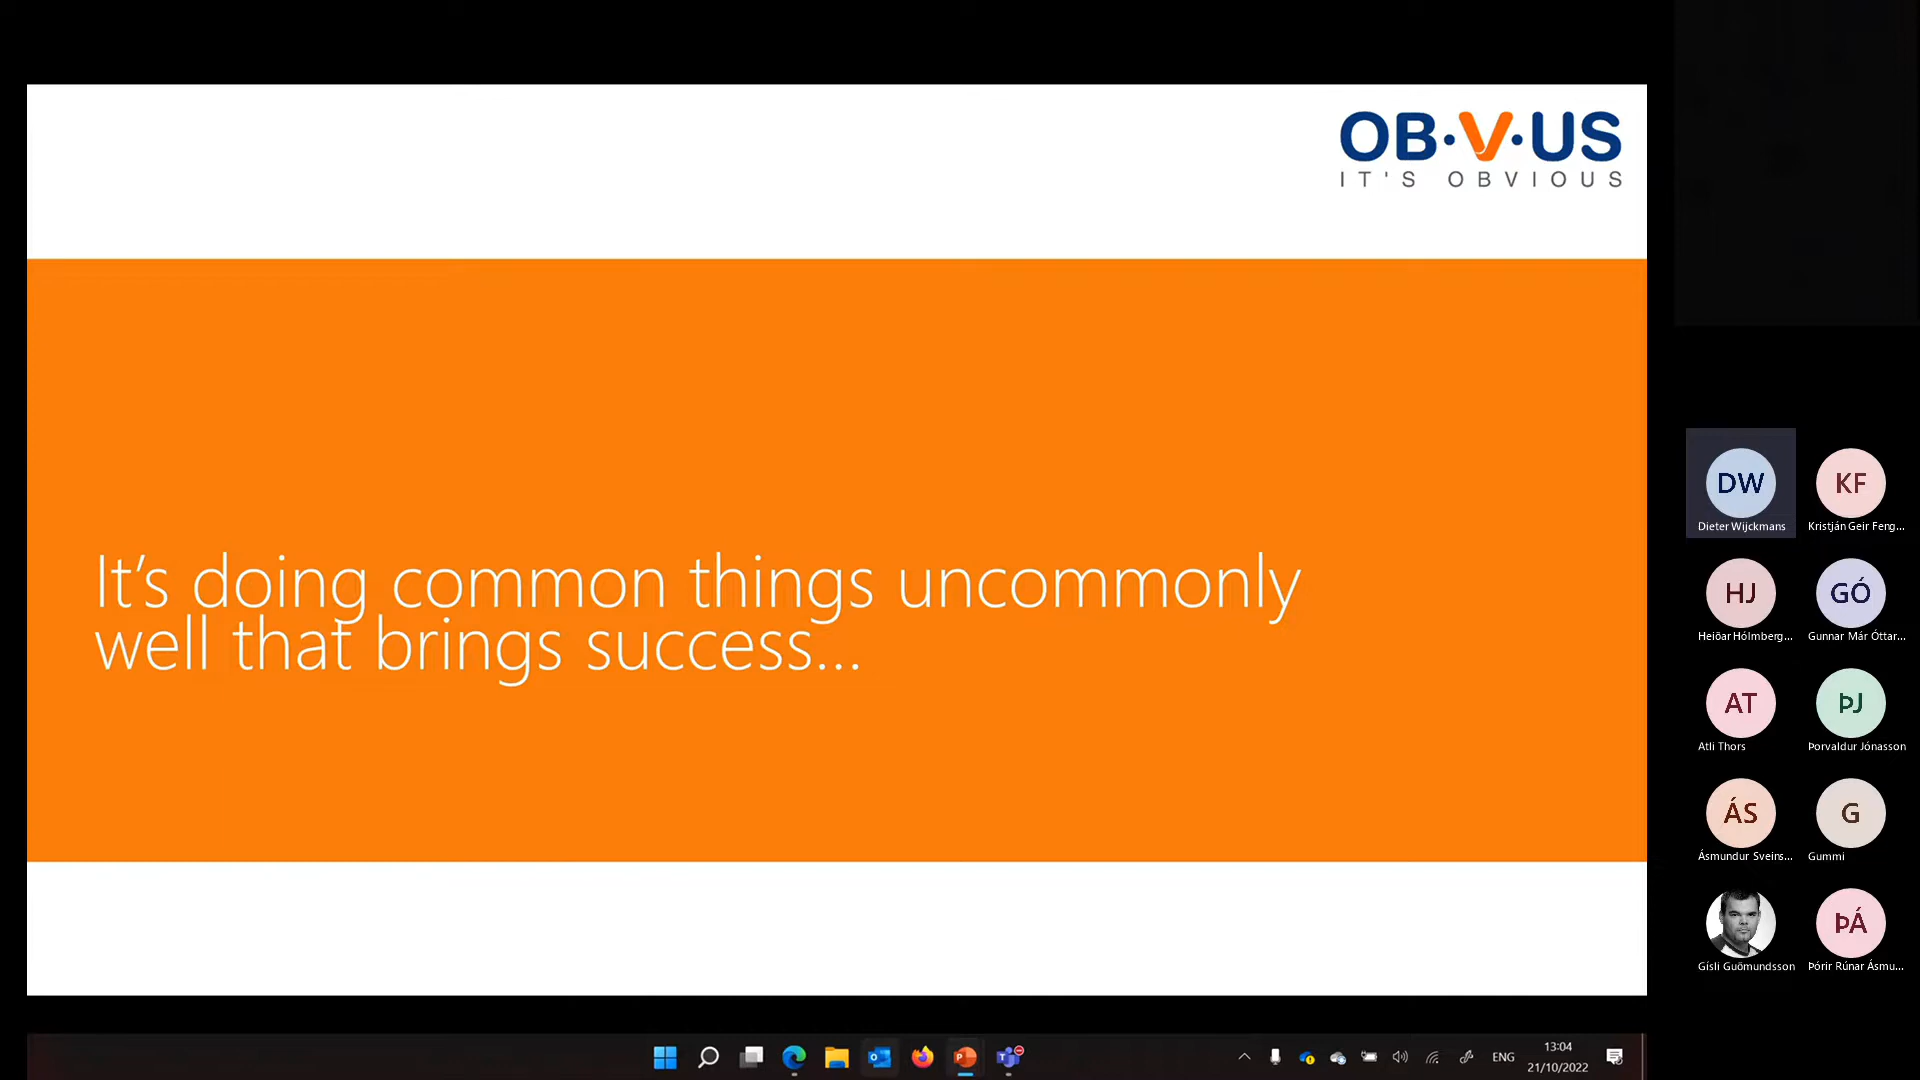 OB·V·US
IT'S OBVIOUS
It's doing common things uncommonly
well that brings success...
DW
Dieter Wijckmans
KF
Kristján Geir Feng...
HJ
Heiðar Hólmberg...
GÓ
Gunnar Már Óttar...
AT
Atli Thors
ÞJ
Þorvaldur Jónasson
ÁS
Ásmundur Sveins...
G
Gummi
Gísli Guðmundsson
ÞÁ
Þórir Rúnar Ásmu...
ENG
13:04
21/10/2022